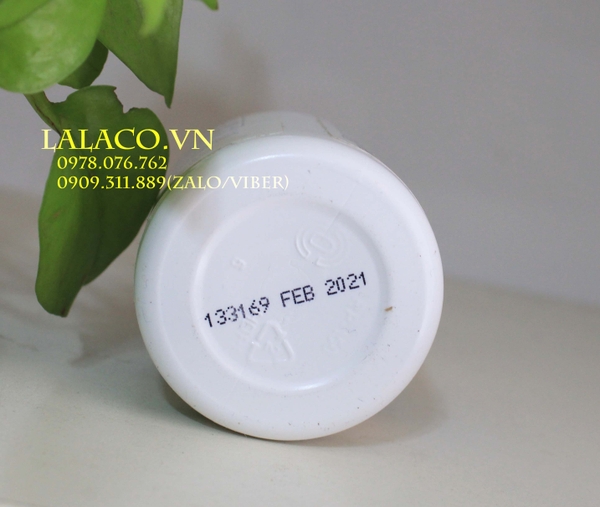 LALACO.VN
0978.076.762
0909.311.889(ZALO/VIBER)
133169 FEB 2021